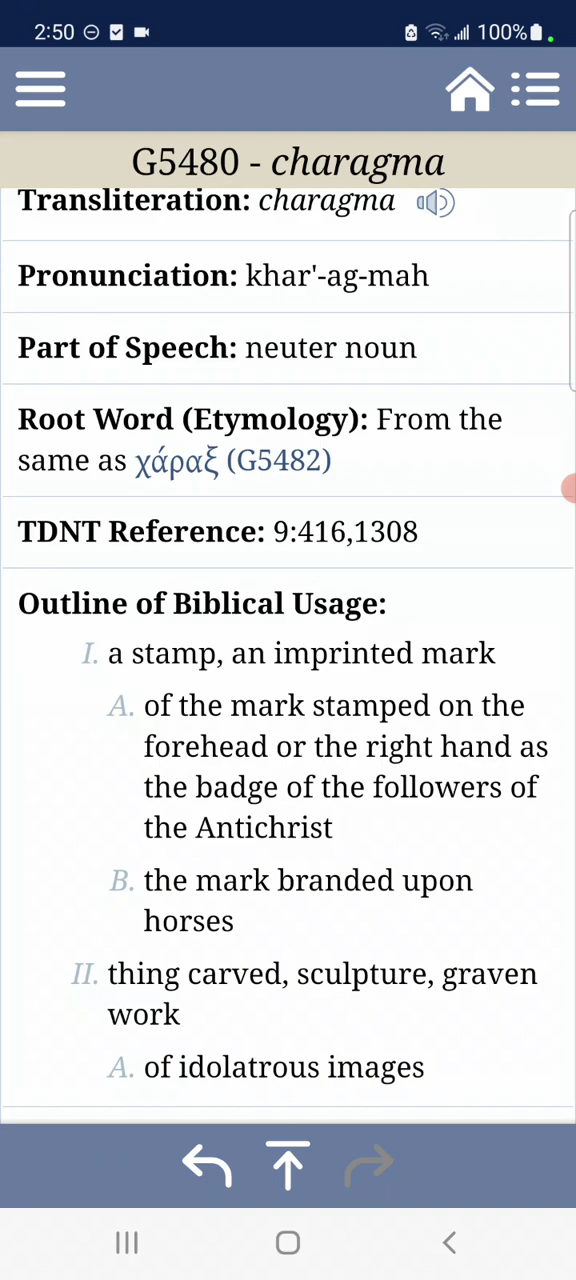 2:50 100%
G5480 - charagma
Transliteration: charagma
Pronunciation: khar'-ag-mah
Part of Speech: neuter noun
Root Word (Etymology): From the
same as χάραξ (G5482)
TDNT Reference: 9:416,1308
Outline of Biblical Usage:
I. a stamp, an imprinted mark
A. of the mark stamped on the
forehead or the right hand as
the badge of the followers of
the Antichrist
B. the mark branded upon
horses
II. thing carved, sculpture, graven
work
A. of idolatrous images